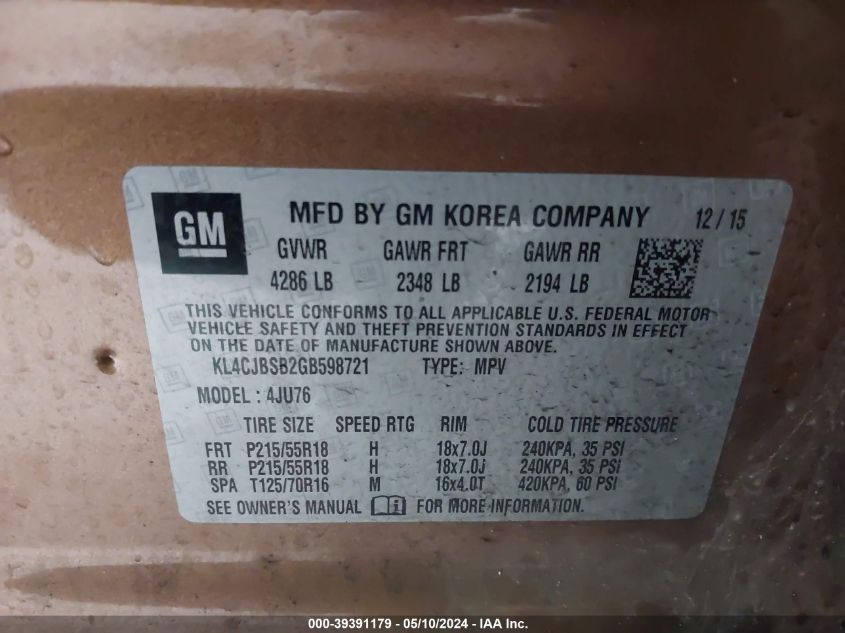 GM
MFD BY GM KOREA COMPANY 12/15
GVWR GAWR FRT GAWR RR
4286 LB 2348 LB 2194 LB
THIS VEHICLE CONFORMS TO ALL APPLICABLE U.S. FEDERAL MOTOR
VEHICLE SAFETY AND THEFT PREVENTION STANDARDS IN EFFECT
ON THE DATE OF MANUFACTURE SHOWN ABOVE.
KL4CJBSB2GB598721 TYPE: MPV
MODEL : 4JU76
TIRE SIZE SPEED RTG RIM COLD TIRE PRESSURE
FRT P215/55R18 H 18x7.0J 240KPA, 35 PSI
RR P215/55R18 H 18x7.0J 240KPA, 35 PSI
SPA T125/70R16 M 16x4.0T 420KPA, 60 PSI
SEE OWNER'S MANUAL FOR MORE INFORMATION.
000-39391179 — 05/10/2024 — IAA Inc.